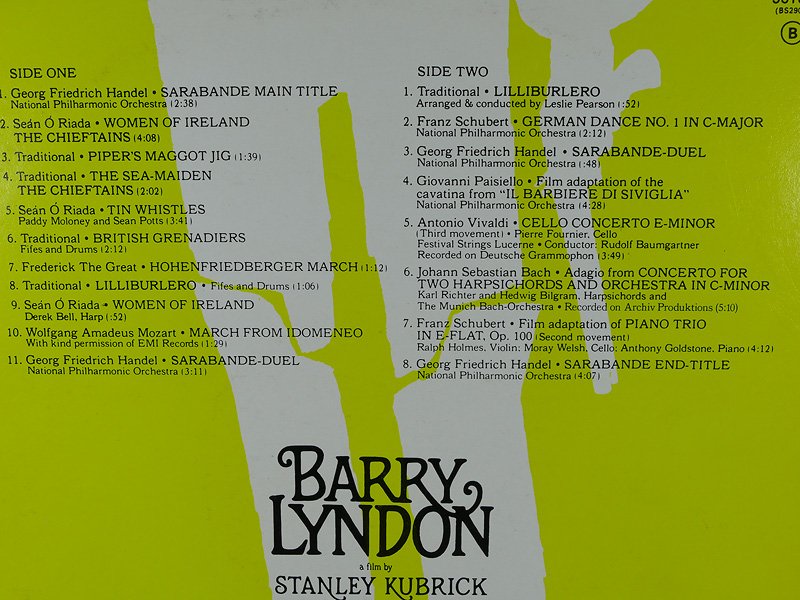 (BS290
B
SIDE ONE
1. Georg Friedrich Handel • SARABANDE MAIN TITLE
National Philharmonic Orchestra (2:38)
2. Seán Ó Riada • WOMEN OF IRELAND
THE CHIEFTAINS (4:08)
3. Traditional • PIPER'S MAGGOT JIG (1:39)
4. Traditional • THE SEA-MAIDEN
THE CHIEFTAINS (2:02)
5. Seán Ó Riada • TIN WHISTLES
Paddy Moloney and Sean Potts (3:41)
6. Traditional • BRITISH GRENADIERS
Fifes and Drums (2:12)
7. Frederick The Great • HOHENFRIEDBERGER MARCH (1:12)
8. Traditional • LILLIBURLERO • Fifes and Drums (1:06)
9. Seán Ó Riada • WOMEN OF IRELAND
Derek Bell, Harp (:52)
10. Wolfgang Amadeus Mozart • MARCH FROM IDOMENEO
With kind permission of EMI Records (1:29)
11. Georg Friedrich Handel • SARABANDE-DUEL
National Philharmonic Orchestra (3:11)
SIDE TWO
1. Traditional • LILLIBURLERO
Arranged & conducted by Leslie Pearson (:52)
2. Franz Schubert • GERMAN DANCE NO. 1 IN C-MAJOR
National Philharmonic Orchestra (2:12)
3. Georg Friedrich Handel • SARABANDE-DUEL
National Philharmonic Orchestra (:48)
4. Giovanni Paisiello • Film adaptation of the
cavatina from "IL BARBIERE DI SIVIGLIA"
National Philharmonic Orchestra (4:28)
5. Antonio Vivaldi • CELLO CONCERTO E-MINOR
(Third movement) • Pierre Fournier, Cello
Festival Strings Lucerne • Conductor: Rudolf Baumgartner
Recorded on Deutsche Grammophon (3:49)
6. Johann Sebastian Bach • Adagio from CONCERTO FOR
TWO HARPSICHORDS AND ORCHESTRA IN C-MINOR
Karl Richter and Hedwig Bilgram, Harpsichords and
The Munich Bach-Orchestra • Recorded on Archiv Produktions (5:10)
7. Franz Schubert • Film adaptation of PIANO TRIO
IN E-FLAT, Op. 100 (Second movement)
Ralph Holmes, Violin: Moray Welsh, Cello: Anthony Goldstone, Piano (4:12)
8. Georg Friedrich Handel • SARABANDE END-TITLE
National Philharmonic Orchestra (4:07)
BARRY
LYNDON
a film by
STANLEY KUBRICK